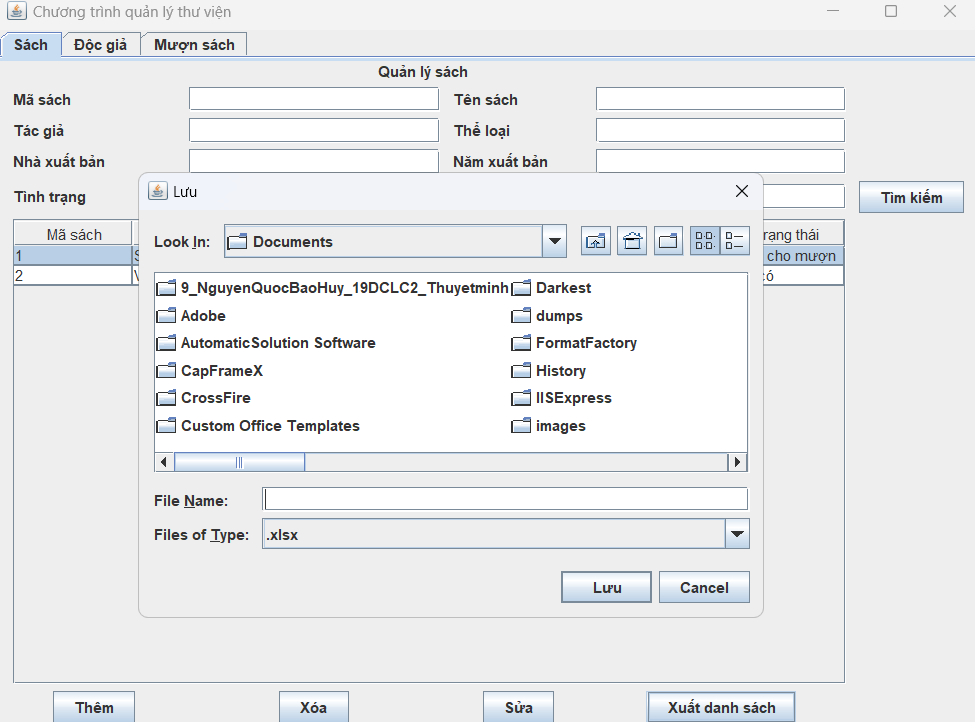 Chương trình quản lý thư viện
Sách Độc giả Mượn sách
Quản lý sách
Mã sách Tên sách
Tác giả Thể loại
Nhà xuất bản Năm xuất bản
Tình trạng Tìm kiếm
Mã sách rạng thái
1 S cho mượn
2 V có
Lưu
Look In: Documents
9_NguyenQuocBaoHuy_19DCLC2_Thuyetminh Darkest
Adobe dumps
AutomaticSolution Software FormatFactory
CapFrameX History
CrossFire IISExpress
Custom Office Templates images
File Name:
Files of Type: .xlsx
Lưu Cancel
Thêm Xóa Sửa Xuất danh sách